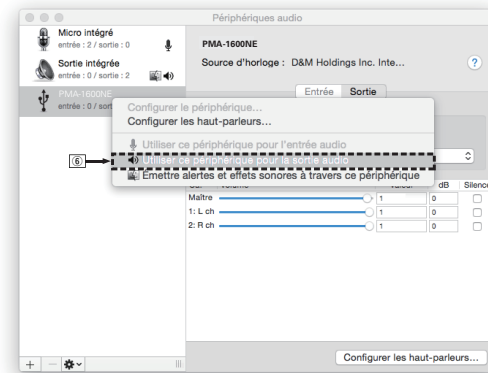 Périphériques audio
Micro intégré
entrée : 2 / sortie : 0
Sortie intégrée
entrée : 0 / sortie : 2
PMA-1600NE
entrée : 0 / sort
PMA-1600NE
Source d'horloge : D&M Holdings Inc. Inte...
?
Entrée Sortie
Configurer le périphérique...
Configurer les haut-parleurs...
Utiliser ce périphérique pour l'entrée audio
6
Utiliser ce périphérique pour la sortie audio
Émettre alertes et effets sonores à travers ce périphérique
Volume Valeur dB Silence
Maître 1 0
1: L ch 1 0
2: R ch 1 0
Configurer les haut-parleurs...